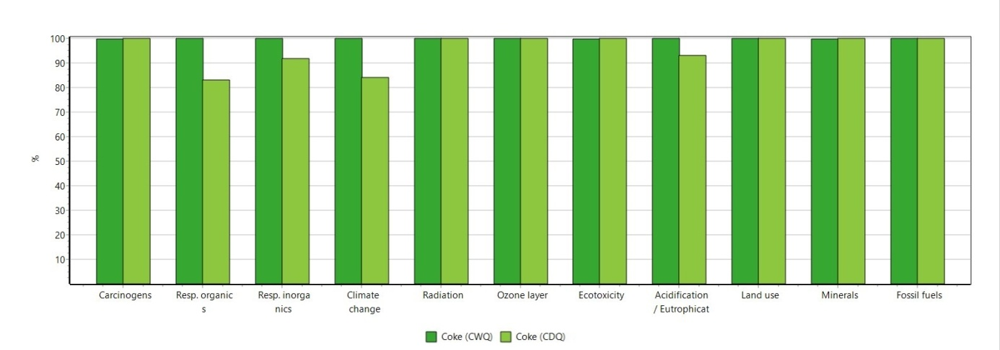 100
90
80
70
60
50
40
30
20
10
%
Carcinogens
Resp. organic
s
Resp. inorga
nics
Climate
change
Radiation
Ozone layer
Ecotoxicity
Acidification
/ Eutrophicat
Land use
Minerals
Fossil fuels
Coke (CWQ) Coke (CDQ)